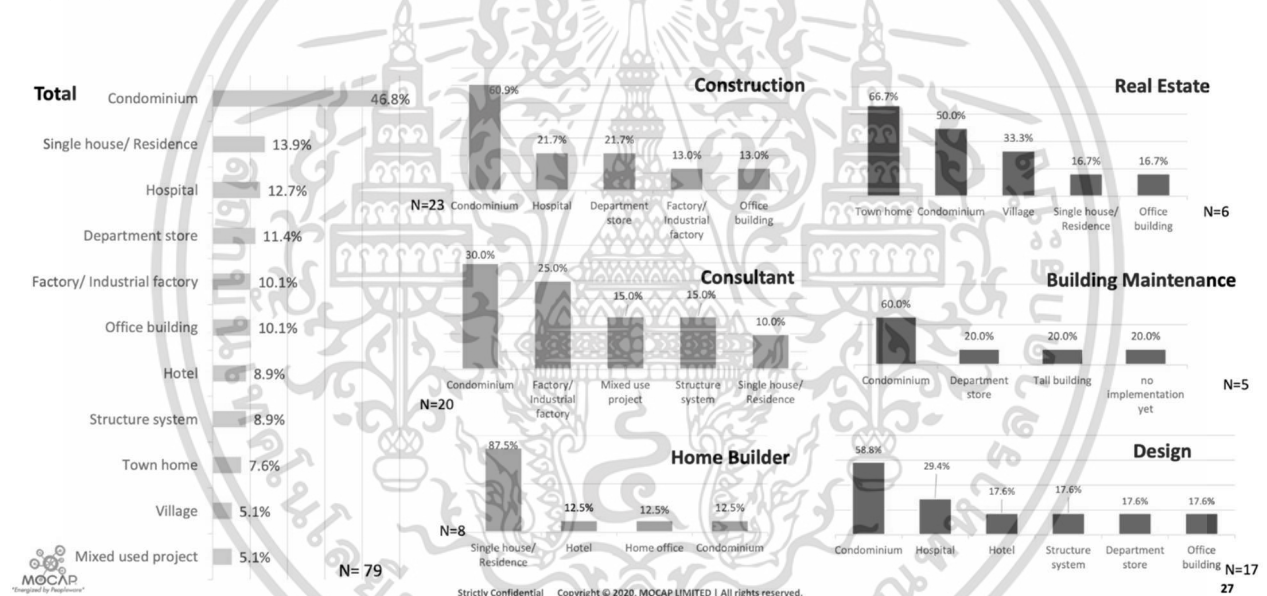 Total
Condominium 46.8%
Single house/ Residence 13.9%
Hospital 12.7%
Department store 11.4%
Factory/ Industrial factory 10.1%
Office building 10.1%
Hotel 8.9%
Structure system 8.9%
Town home 7.6%
Village 5.1%
Mixed used project 5.1%
N= 79
Construction
60.9% 21.7% 21.7% 13.0% 13.0%
N=23
Condominium Hospital Department Factory/ Office
store Industrial building
factory
Real Estate
66.7% 50.0% 33.3% 16.7% 16.7%
Town home Condominium Village Single house/ Office
Residence building
N=6
Consultant
30.0% 25.0% 15.0% 15.0% 10.0%
Condominium Factory/ Mixed use Structure Single house/
Industrial project system Residence
factory
N=20
Building Maintenance
60.0% 20.0% 20.0% 20.0%
Condominium Department Tall building no
store implementation
yet
N=5
Home Builder
87.5% 12.5% 12.5% 12.5%
N=8
Single house/ Hotel Home office Condominium
Residence
Design
58.8% 29.4% 17.6% 17.6% 17.6% 17.6%
Condominium Hospital Hotel Structure Department Office
system store building
N=17
MOCAP
"Energized by Peopleware"
Strictly Confidential Copyright © 2020, MOCAP LIMITED | All rights reserved.
27